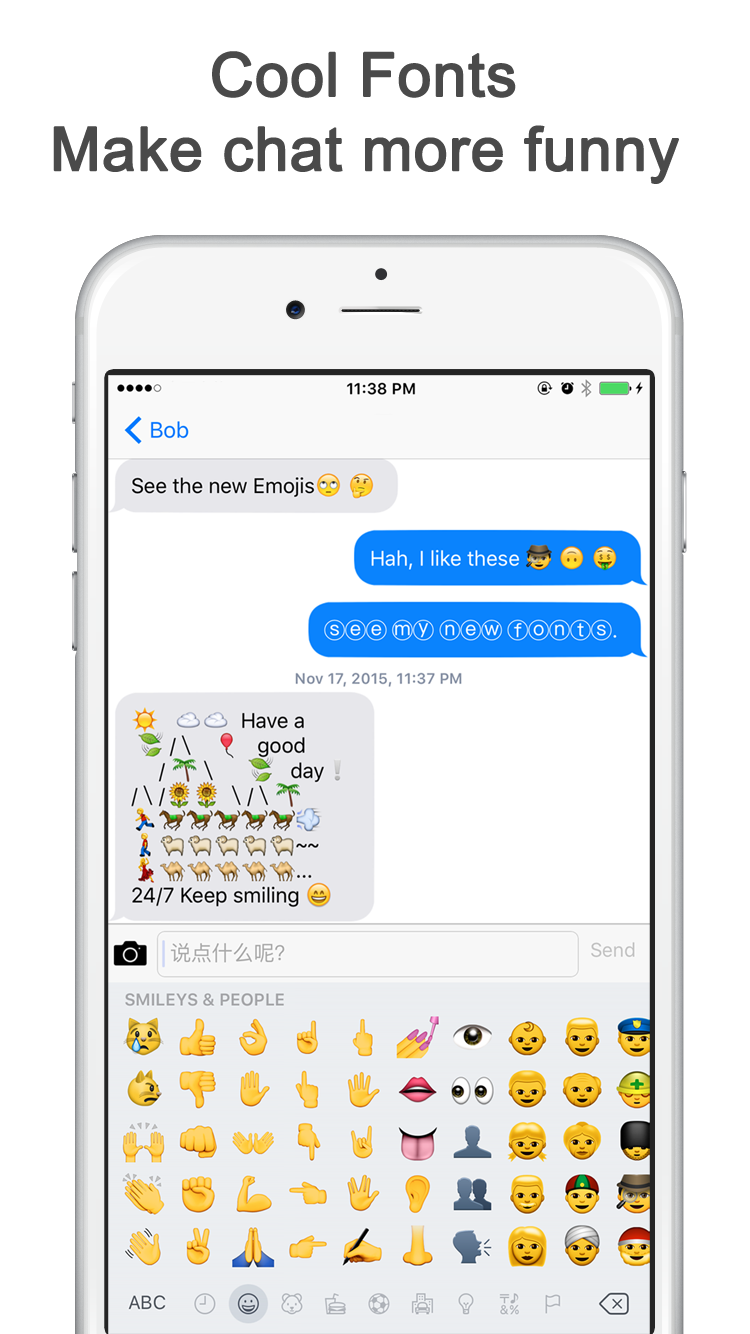 Cool Fonts
Make chat more funny
11:38 PM
Bob
See the new Emojis🙄 🤔
Hah, I like these 🕵 🙃 🤑
ⓢⓔⓔ ⓜⓨ ⓝⓔⓦ ⓕⓞⓝⓣⓢ.
Nov 17, 2015, 11:37 PM
☀️ ☁️☁️ Have a
🍃 /\ 🎈 good
/🌴\ 🍃 day❕
/\/🌻🌻 \/\🌴
🏃🐎🐎🐎🐎🐎💨
🚶🐏🐏🐏🐏🐏~~
💃🐫🐫🐫🐫🐫...
24/7 Keep smiling 😄
说点什么呢?
Send
SMILEYS & PEOPLE
ABC